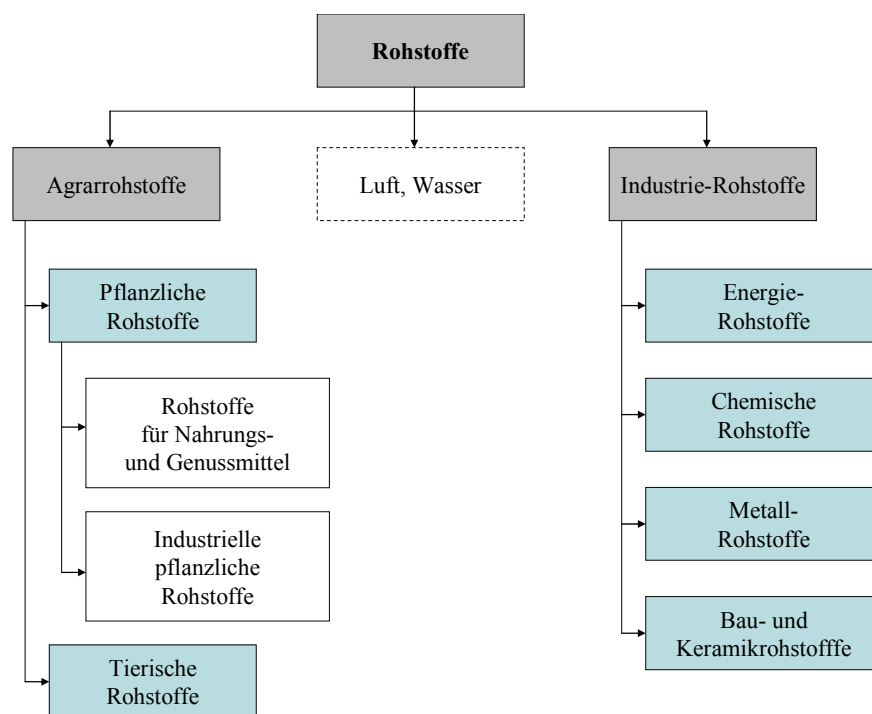 Rohstoffe
Agrarrohstoffe
Luft, Wasser
Industrie-Rohstoffe
Pflanzliche
Rohstoffe
Rohstoffe
für Nahrungs-
und Genussmittel
Industrielle
pflanzliche
Rohstoffe
Tierische
Rohstoffe
Energie-
Rohstoffe
Chemische
Rohstoffe
Metall-
Rohstoffe
Bau- und
Keramikrohstofffe